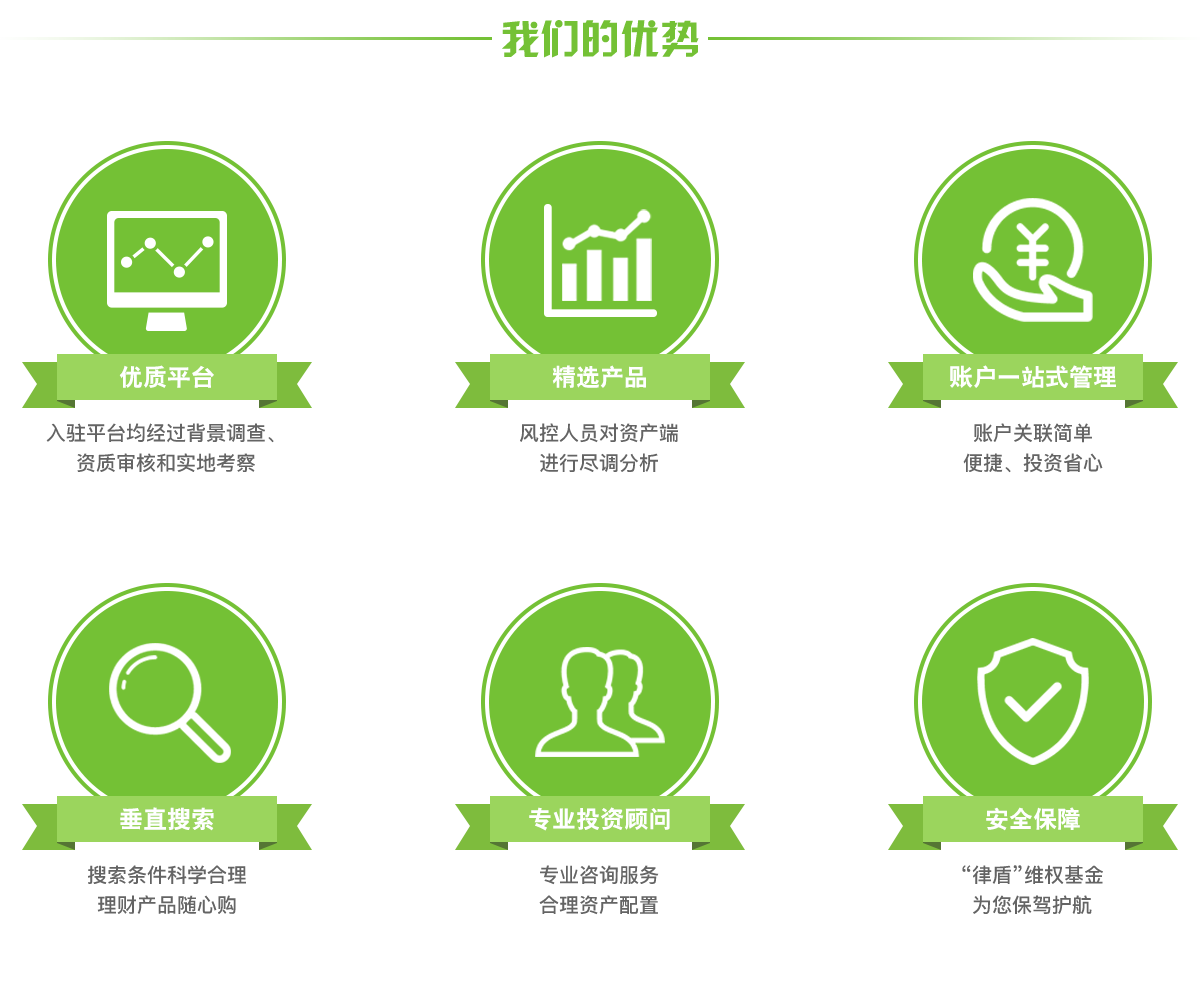 我们的优势
优质平台
入驻平台均经过背景调查、
资质审核和实地考察
精选产品
风控人员对资产端
进行尽调分析
账户一站式管理
账户关联简单
便捷、投资省心
垂直搜索
搜索条件科学合理
理财产品随心购
专业投资顾问
专业咨询服务
合理资产配置
安全保障
“律盾”维权基金
为您保驾护航